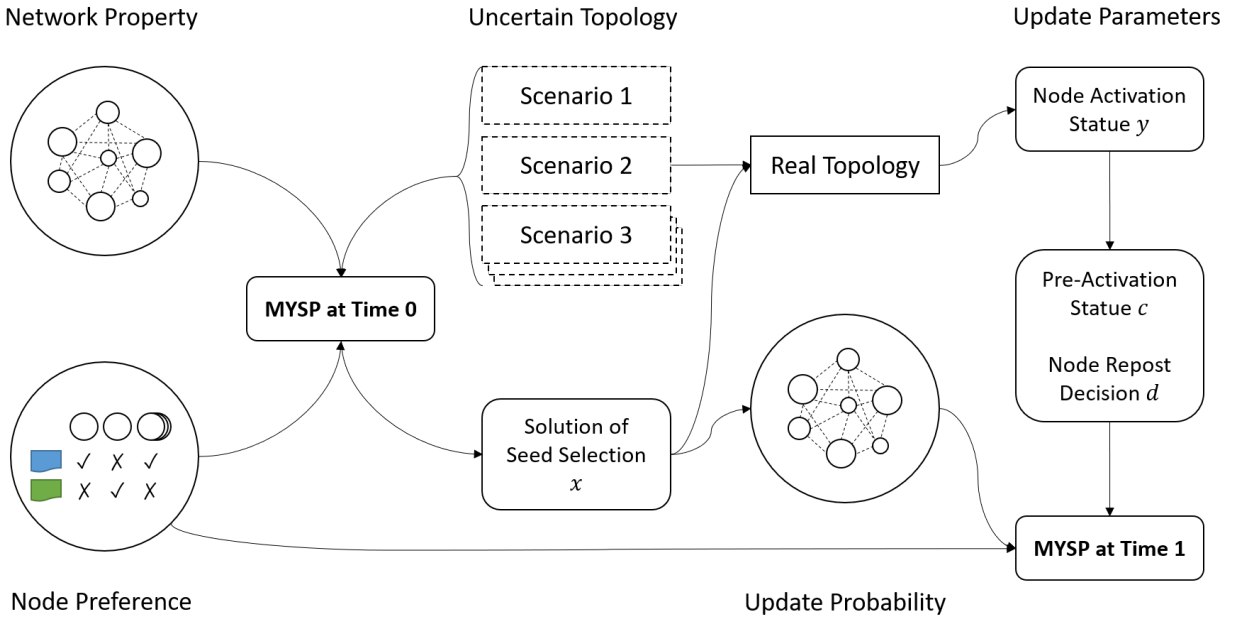 Network Property
Uncertain Topology
Update Parameters
Scenario 1
Scenario 2
Scenario 3
Real Topology
Node Activation
Statue y
MYSP at Time 0
Pre-Activation
Statue c
Node Repost
Decision d
Solution of
Seed Selection
x
✓ ✗ ✓
✗ ✓ ✗
MYSP at Time 1
Node Preference
Update Probability